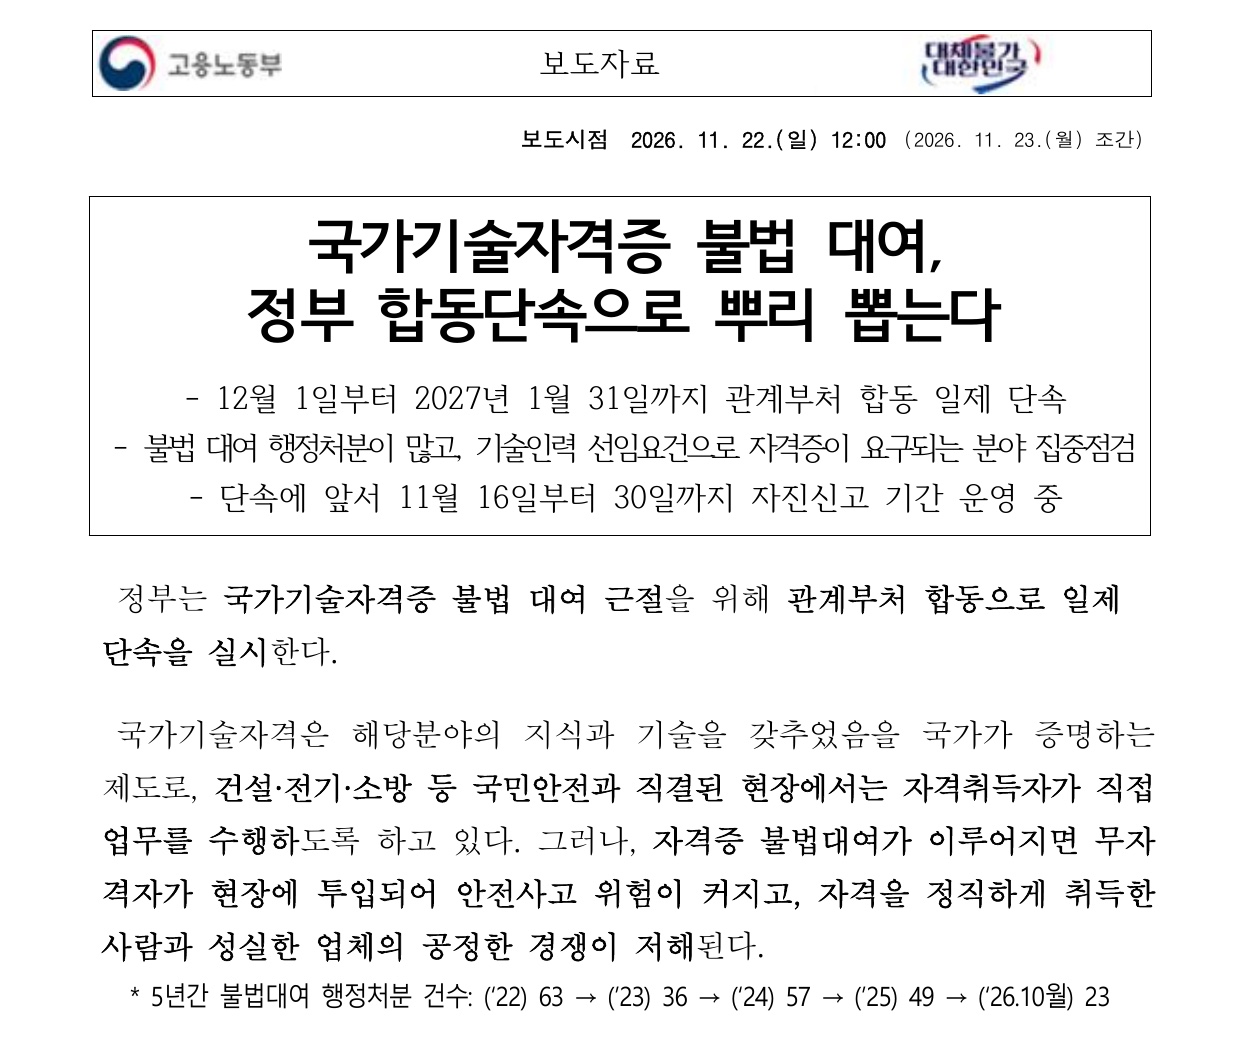 고용노동부
보도자료
대체불가
대한민국
보도시점 2026. 11. 22.(일) 12:00 (2026. 11. 23.(월) 조간)
국가기술자격증 불법 대여,
정부 합동단속으로 뿌리 뽑는다
- 12월 1일부터 2027년 1월 31일까지 관계부처 합동 일제 단속
- 불법 대여 행정처분이 많고, 기술인력 선임요건으로 자격증이 요구되는 분야 집중점검
- 단속에 앞서 11월 16일부터 30일까지 자진신고 기간 운영 중
정부는 국가기술자격증 불법 대여 근절을 위해 관계부처 합동으로 일제
단속을 실시한다.
국가기술자격은 해당분야의 지식과 기술을 갖추었음을 국가가 증명하는
제도로, 건설·전기·소방 등 국민안전과 직결된 현장에서는 자격취득자가 직접
업무를 수행하도록 하고 있다. 그러나, 자격증 불법대여가 이루어지면 무자
격자가 현장에 투입되어 안전사고 위험이 커지고, 자격을 정직하게 취득한
사람과 성실한 업체의 공정한 경쟁이 저해된다.
* 5년간 불법대여 행정처분 건수: (‘22) 63 → (‘23) 36 → (‘24) 57 → (‘25) 49 → (‘26.10월) 23